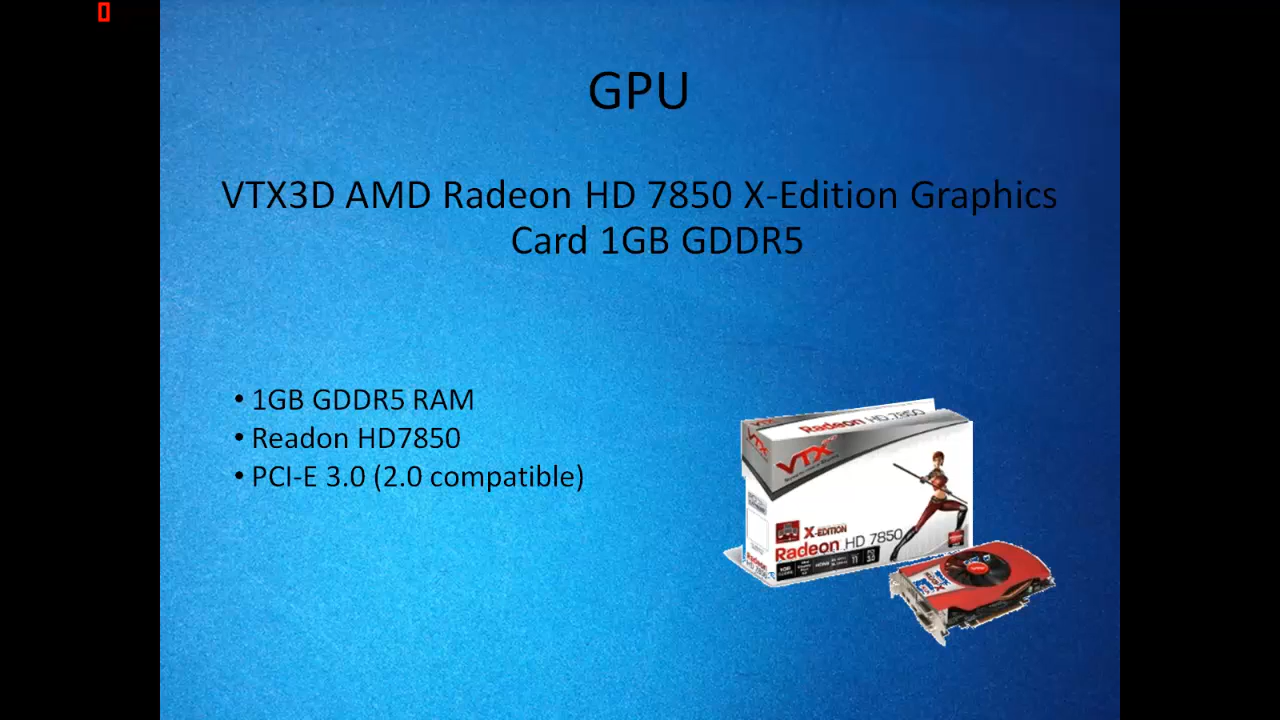 GPU
VTX3D AMD Radeon HD 7850 X-Edition Graphics
Card 1GB GDDR5
• 1GB GDDR5 RAM
• Readon HD7850
• PCI-E 3.0 (2.0 compatible)
Radeon HD 7850
VTX
X-EDITION
Radeon HD 7850